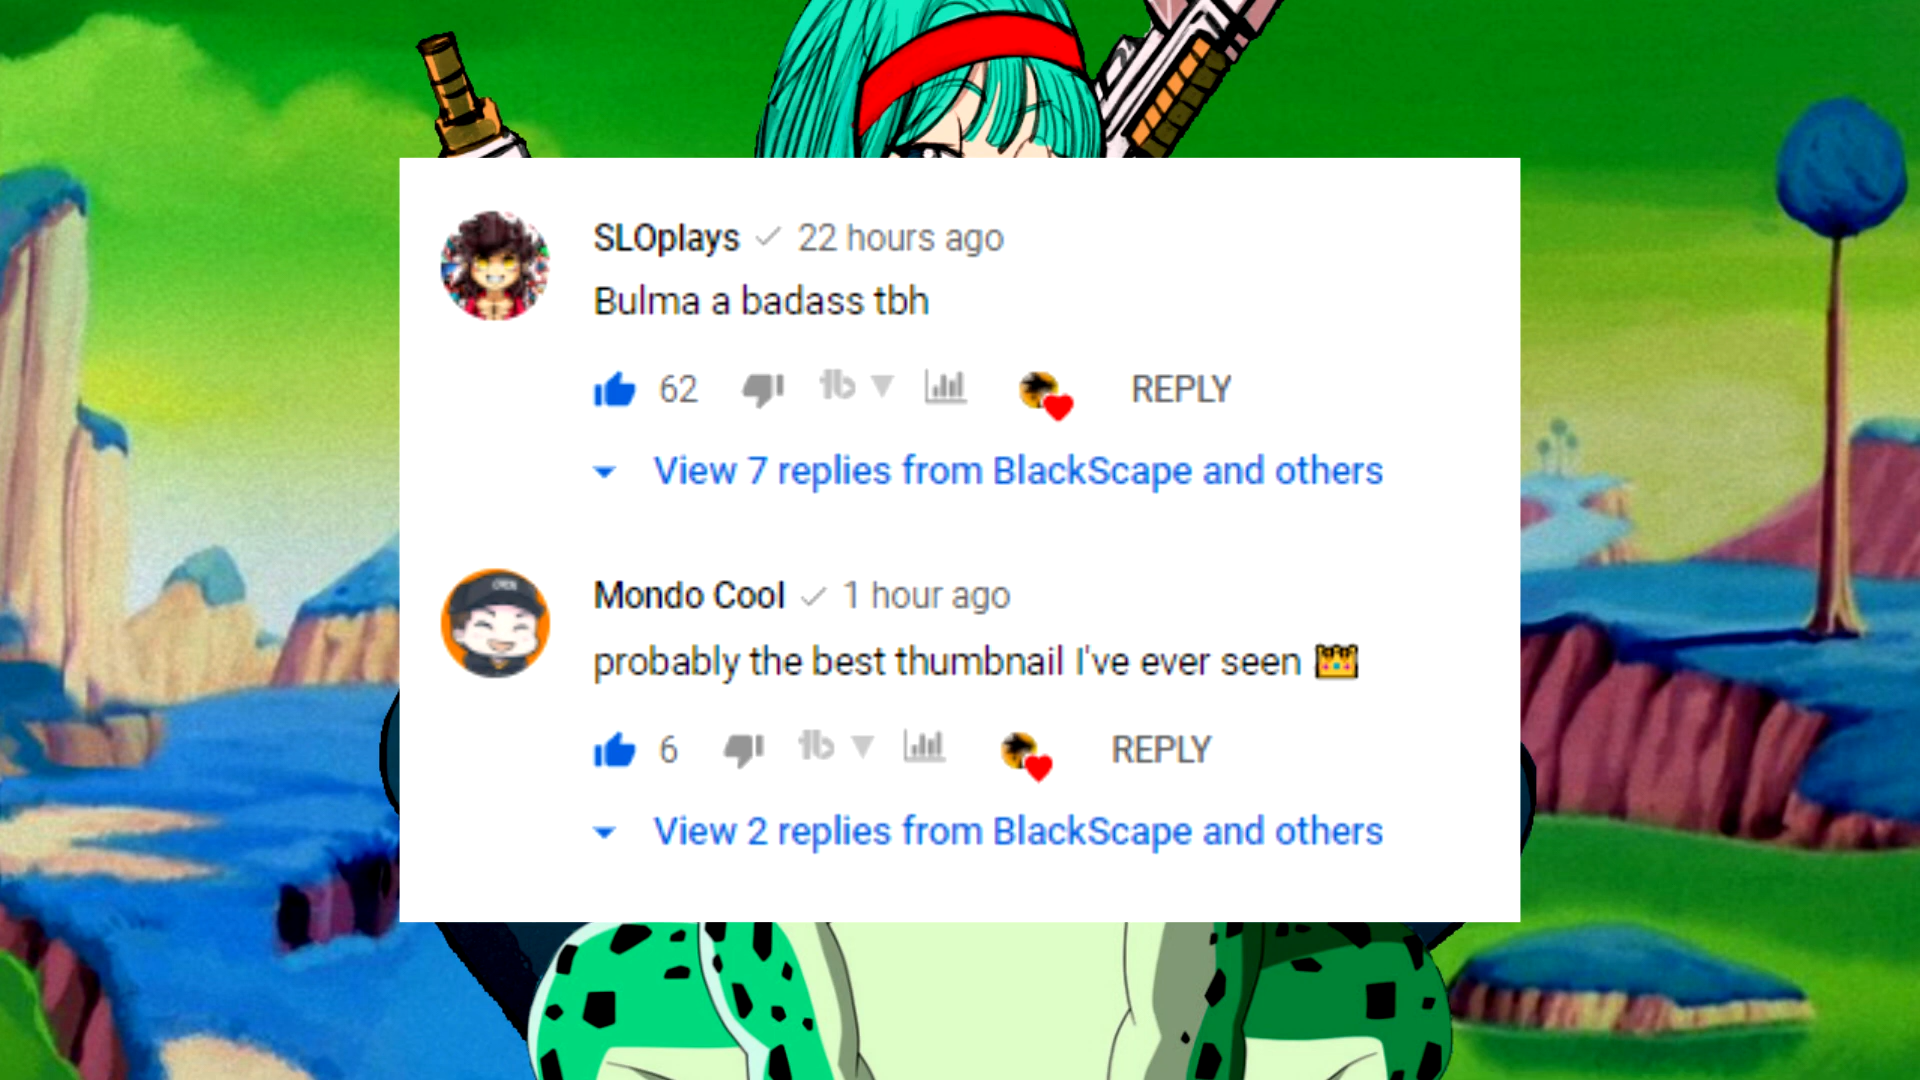 SLOplays 22 hours ago
Bulma a badass tbh
62 REPLY
View 7 replies from BlackScape and others
Mondo Cool 1 hour ago
probably the best thumbnail I've ever seen 👑
6 REPLY
View 2 replies from BlackScape and others